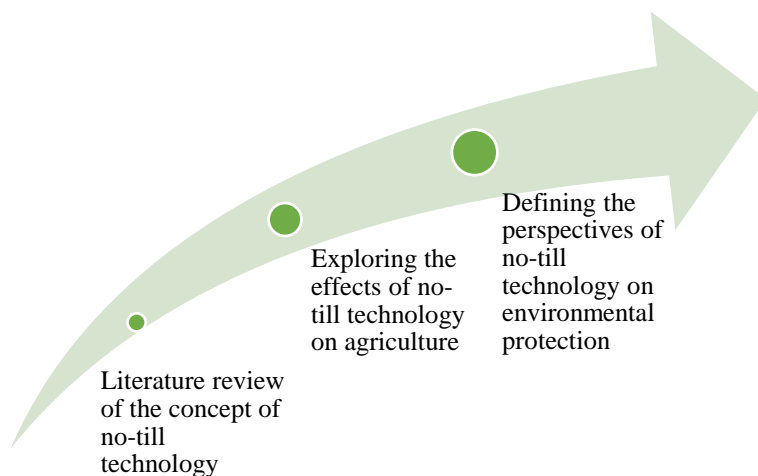 Literature review
of the concept of
no-till
technology
Exploring the
effects of no-
till technology
on agriculture
Defining the
perspectives of
no-till
technology on
environmental
protection